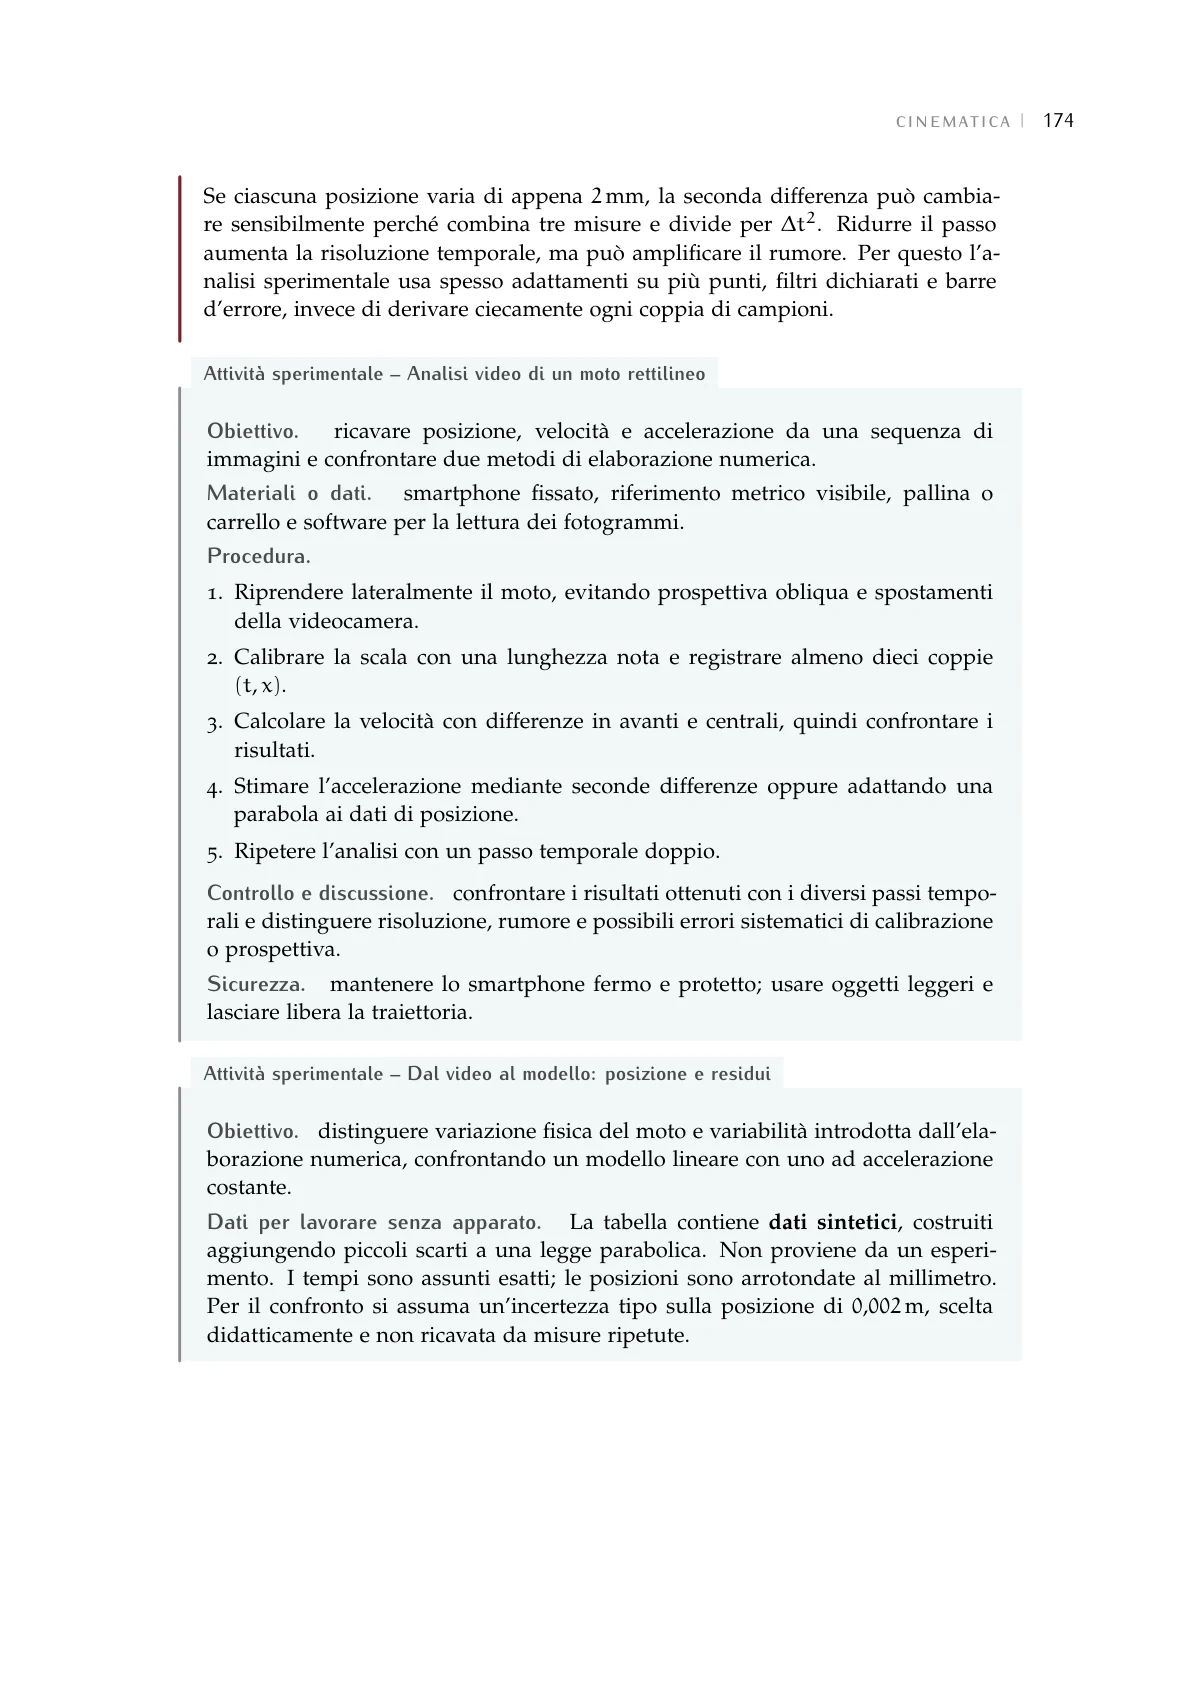 CINEMATICA | 174
Se ciascuna posizione varia di appena 2 mm, la seconda differenza può cambia-
re sensibilmente perché combina tre misure e divide per Δt². Ridurre il passo
aumenta la risoluzione temporale, ma può amplificare il rumore. Per questo l'a-
nalisi sperimentale usa spesso adattamenti su più punti, filtri dichiarati e barre
d'errore, invece di derivare ciecamente ogni coppia di campioni.
Attività sperimentale – Analisi video di un moto rettilineo
Obiettivo. ricavare posizione, velocità e accelerazione da una sequenza di
immagini e confrontare due metodi di elaborazione numerica.
Materiali o dati. smartphone fissato, riferimento metrico visibile, pallina o
carrello e software per la lettura dei fotogrammi.
Procedura.
1. Riprendere lateralmente il moto, evitando prospettiva obliqua e spostamenti
della videocamera.
2. Calibrare la scala con una lunghezza nota e registrare almeno dieci coppie
(t, x).
3. Calcolare la velocità con differenze in avanti e centrali, quindi confrontare i
risultati.
4. Stimare l'accelerazione mediante seconde differenze oppure adattando una
parabola ai dati di posizione.
5. Ripetere l'analisi con un passo temporale doppio.
Controllo e discussione. confrontare i risultati ottenuti con i diversi passi tempo-
rali e distinguere risoluzione, rumore e possibili errori sistematici di calibrazione
o prospettiva.
Sicurezza. mantenere lo smartphone fermo e protetto; usare oggetti leggeri e
lasciare libera la traiettoria.
Attività sperimentale – Dal video al modello: posizione e residui
Obiettivo. distinguere variazione fisica del moto e variabilità introdotta dall'ela-
borazione numerica, confrontando un modello lineare con uno ad accelerazione
costante.
Dati per lavorare senza apparato. La tabella contiene dati sintetici, costruiti
aggiungendo piccoli scarti a una legge parabolica. Non proviene da un esperi-
mento. I tempi sono assunti esatti; le posizioni sono arrotondate al millimetro.
Per il confronto si assuma un'incertezza tipo sulla posizione di 0,002 m, scelta
didatticamente e non ricavata da misure ripetute.